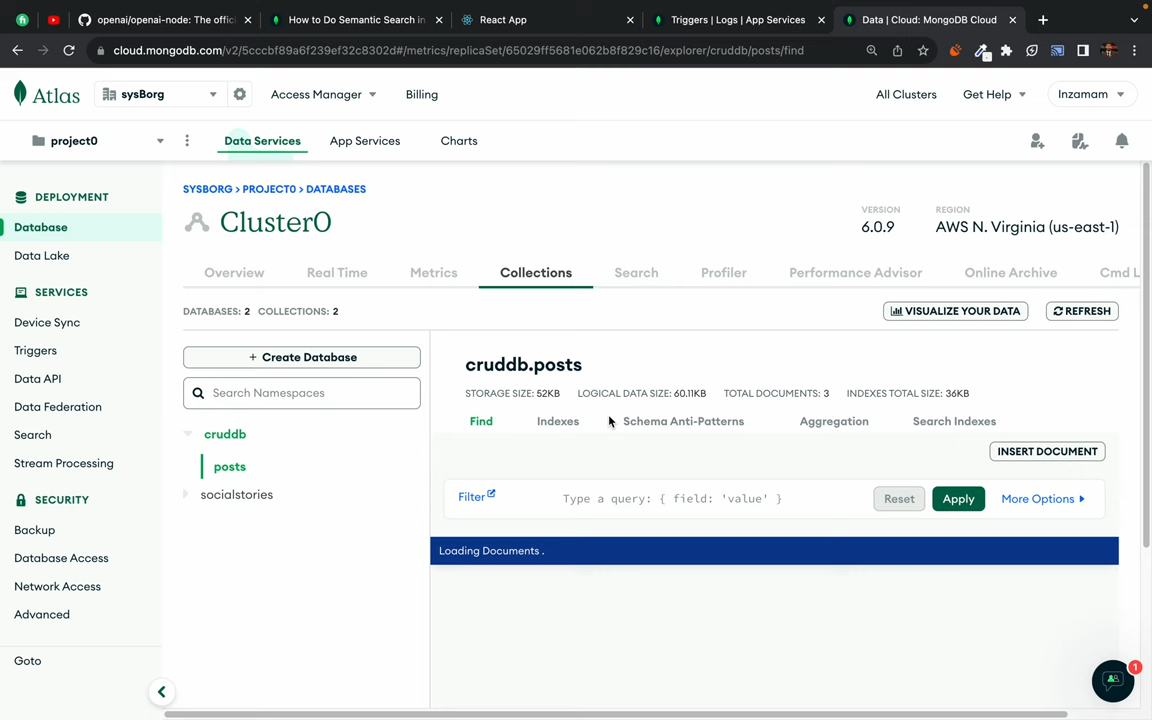 openai/openai-node: The offici
How to Do Semantic Search in
React App
Triggers | Logs | App Services
Data | Cloud: MongoDB Cloud
cloud.mongodb.com/v2/5cccbf89a6f239ef32c8302d#/metrics/replicaSet/65029ff5681e062b8f829c16/explorer/cruddb/posts/find
Atlas
sysBorg
Access Manager
Billing
All Clusters
Get Help
Inzamam
project0
Data Services
App Services
Charts
DEPLOYMENT
Database
Data Lake
SERVICES
Device Sync
Triggers
Data API
Data Federation
Search
Stream Processing
SECURITY
Backup
Database Access
Network Access
Advanced
Goto
SYSBORG > PROJECT0 > DATABASES
Cluster0
VERSION
6.0.9
REGION
AWS N. Virginia (us-east-1)
Overview
Real Time
Metrics
Collections
Search
Profiler
Performance Advisor
Online Archive
Cmd L
DATABASES: 2 COLLECTIONS: 2
VISUALIZE YOUR DATA
REFRESH
+ Create Database
Search Namespaces
cruddb
posts
socialstories
cruddb.posts
STORAGE SIZE: 52KB LOGICAL DATA SIZE: 60.11KB TOTAL DOCUMENTS: 3 INDEXES TOTAL SIZE: 36KB
Find
Indexes
Schema Anti-Patterns
Aggregation
Search Indexes
INSERT DOCUMENT
Filter
Type a query: { field: 'value' }
Reset
Apply
More Options
Loading Documents .
1